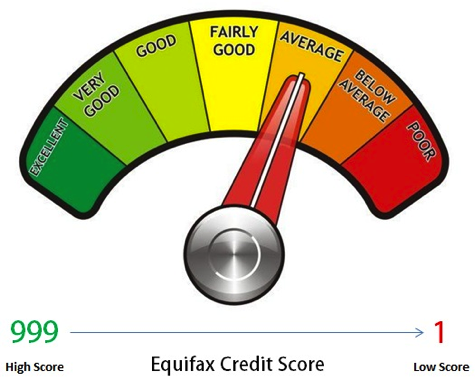 EXCELLENT
VERY
GOOD
GOOD
FAIRLY
GOOD
AVERAGE
BELOW
AVERAGE
POOR
999
1
High Score
Equifax Credit Score
Low Score